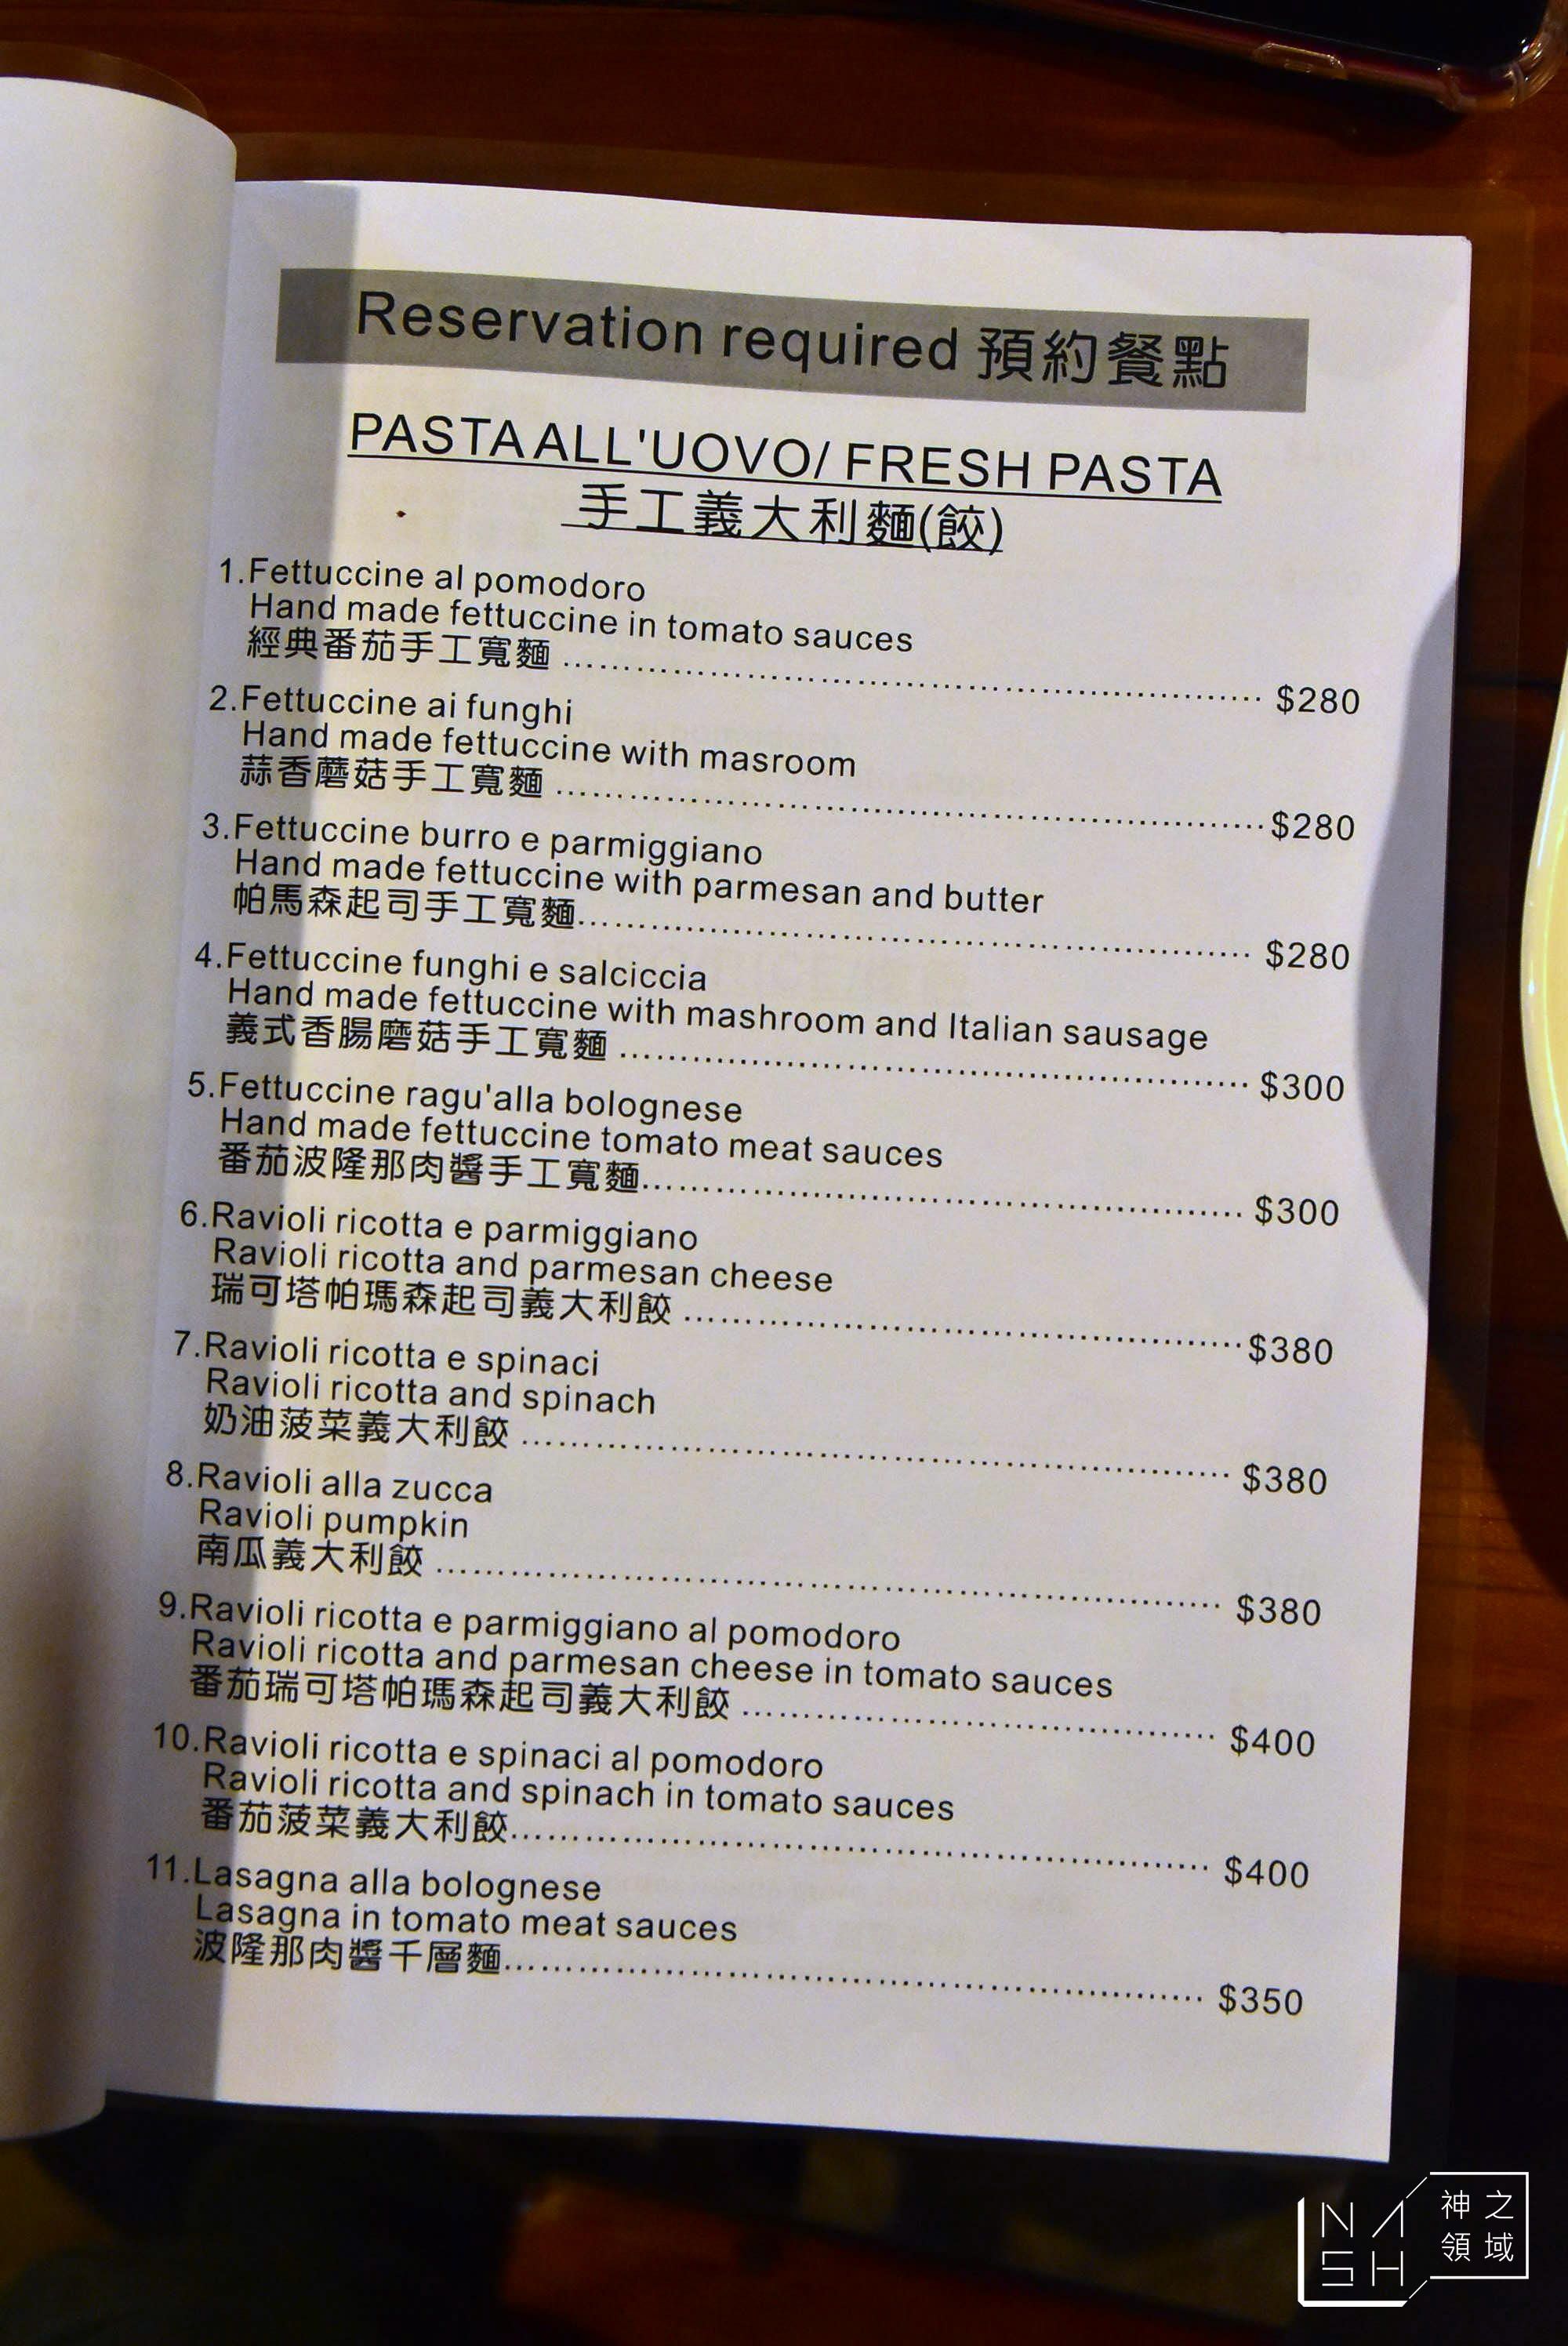 Reservation required 預約餐點
PASTA ALL'UOVO/ FRESH PASTA
手工義大利麵(餃)
1.Fettuccine al pomodoro
Hand made fettuccine in tomato sauces
經典番茄手工寬麵 ........................................ $280
2.Fettuccine ai funghi
Hand made fettuccine with masroom
蒜香蘑菇手工寬麵 ........................................ $280
3.Fettuccine burro e parmiggiano
Hand made fettuccine with parmesan and butter
帕馬森起司手工寬麵........................................ $280
4.Fettuccine funghi e salciccia
Hand made fettuccine with mashroom and Italian sausage
義式香腸磨菇手工寬麵 ........................................ $300
5.Fettuccine ragu'alla bolognese
Hand made fettuccine tomato meat sauces
番茄波隆那肉醬手工寬麵........................................ $300
6.Ravioli ricotta e parmiggiano
Ravioli ricotta and parmesan cheese
瑞可塔帕瑪森起司義大利餃 ........................................ $380
7.Ravioli ricotta e spinaci
Ravioli ricotta and spinach
奶油菠菜義大利餃 ........................................ $380
8.Ravioli alla zucca
Ravioli pumpkin
南瓜義大利餃 ........................................ $380
9.Ravioli ricotta e parmiggiano al pomodoro
Ravioli ricotta and parmesan cheese in tomato sauces
番茄瑞可塔帕瑪森起司義大利餃 ........................................ $400
10.Ravioli ricotta e spinaci al pomodoro
Ravioli ricotta and spinach in tomato sauces
番茄菠菜義大利餃........................................ $400
11.Lasagna alla bolognese
Lasagna in tomato meat sauces
波隆那肉醬千層麵........................................ $350
NASH
神之
領域